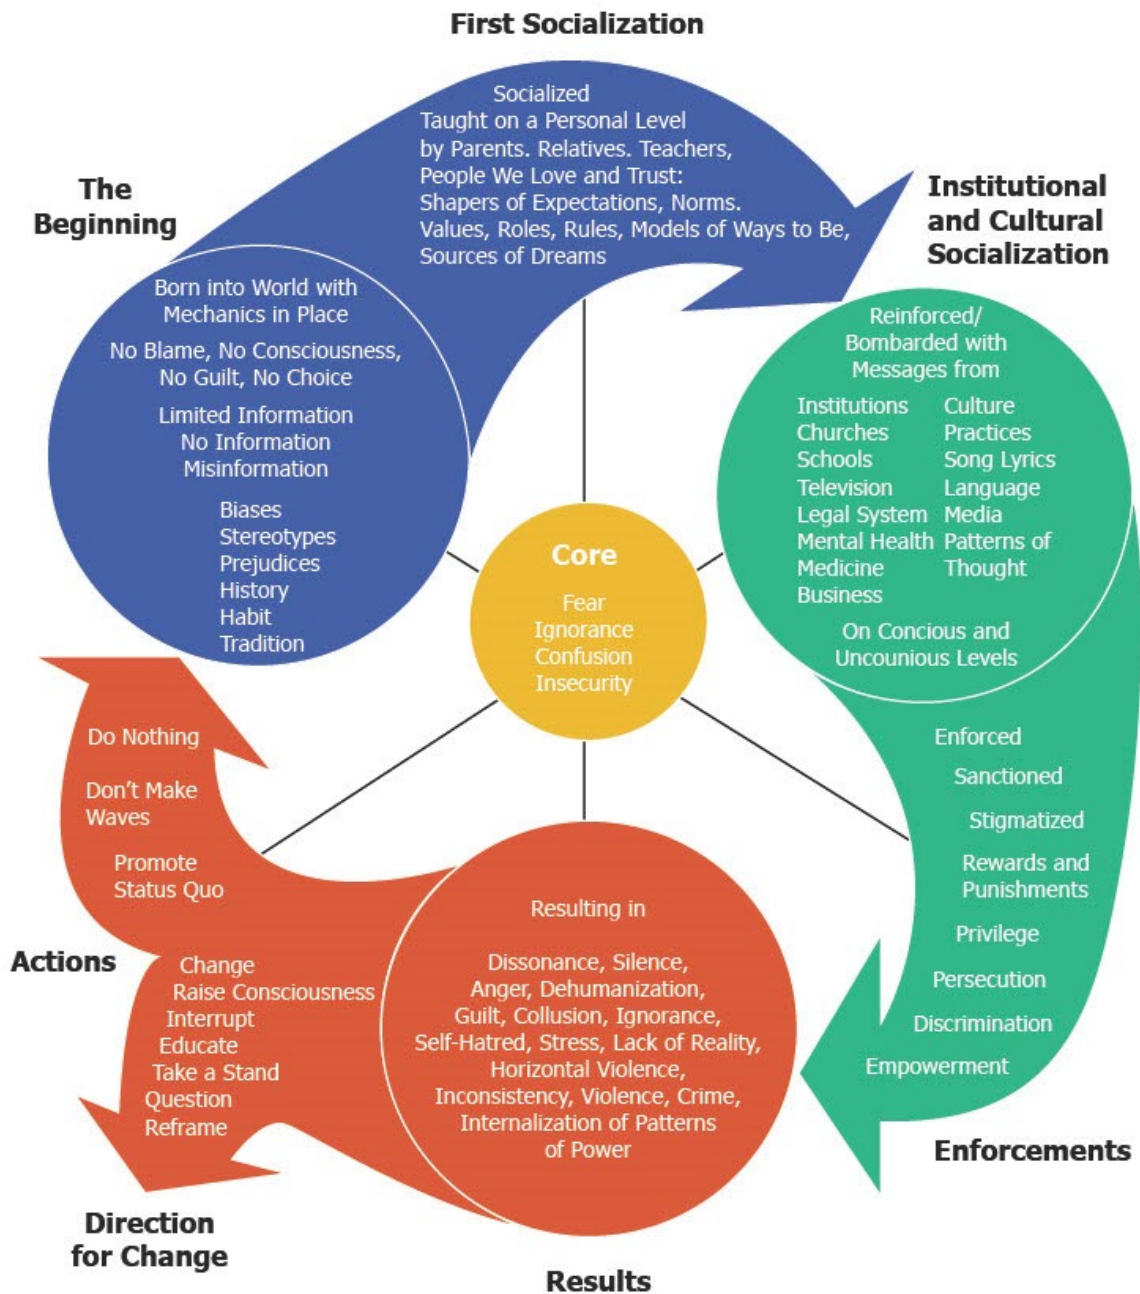 First Socialization
Socialized
Taught on a Personal Level
by Parents. Relatives. Teachers,
People We Love and Trust:
Shapers of Expectations, Norms.
Values, Roles, Rules, Models of Ways to Be,
Sources of Dreams
The
Beginning
Born into World with
Mechanics in Place
No Blame, No Consciousness,
No Guilt, No Choice
Limited Information
No Information
Misinformation
Biases
Stereotypes
Prejudices
History
Habit
Tradition
Institutional
and Cultural
Socialization
Reinforced/
Bombarded with
Messages from
Institutions
Churches
Schools
Television
Legal System
Mental Health
Medicine
Business
Culture
Practices
Song Lyrics
Language
Media
Patterns of
Thought
On Concious and
Uncounious Levels
Core
Fear
Ignorance
Confusion
Insecurity
Enforced
Sanctioned
Stigmatized
Rewards and
Punishments
Privilege
Persecution
Discrimination
Empowerment
Enforcements
Resulting in
Dissonance, Silence,
Anger, Dehumanization,
Guilt, Collusion, Ignorance,
Self-Hatred, Stress, Lack of Reality,
Horizontal Violence,
Inconsistency, Violence, Crime,
Internalization of Patterns
of Power
Results
Do Nothing
Don't Make
Waves
Promote
Status Quo
Actions
Change
Raise Consciousness
Interrupt
Educate
Take a Stand
Question
Reframe
Direction
for Change